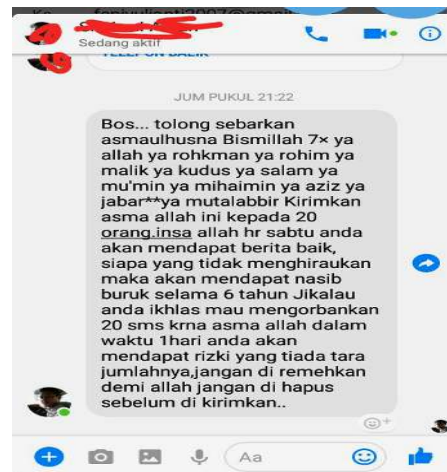 Sedang aktif
TELEPON BALIK
JUM PUKUL 21:22
Bos... tolong sebarkan
asmaulhusna Bismillah 7× ya
allah ya rohkman ya rohim ya
malik ya kudus ya salam ya
mu'min ya mihaimin ya aziz ya
jabar**ya mutalabbir Kirimkan
asma allah ini kepada 20
orang.insa allah hr sabtu anda
akan mendapat berita baik,
siapa yang tidak menghiraukan
maka akan mendapat nasib
buruk selama 6 tahun Jikalau
anda ikhlas mau mengorbankan
20 sms krna asma allah dalam
waktu 1hari anda akan
mendapat rizki yang tiada tara
jumlahnya,jangan di remehkan
demi allah jangan di hapus
sebelum di kirimkan..
Aa